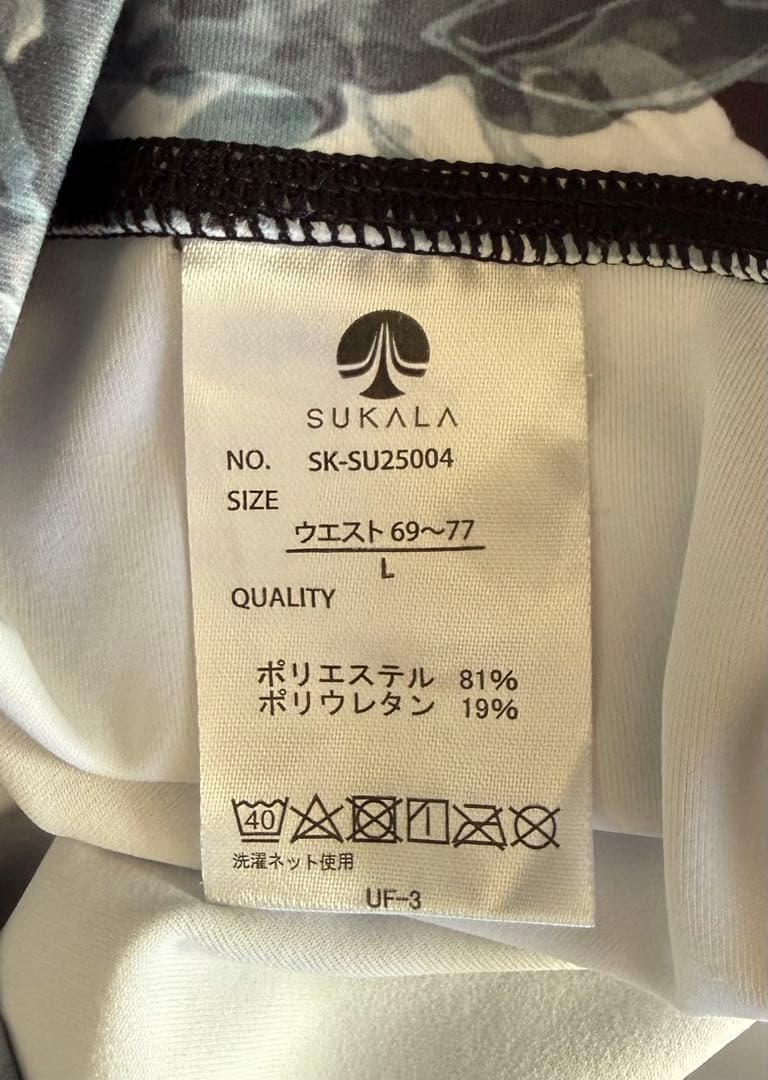 SUKALA
NO. SK-SU25004
SIZE
ウエスト 69〜77
L
QUALITY
ポリエステル 81%
ポリウレタン 19%
40
洗濯ネット使用
UF-3